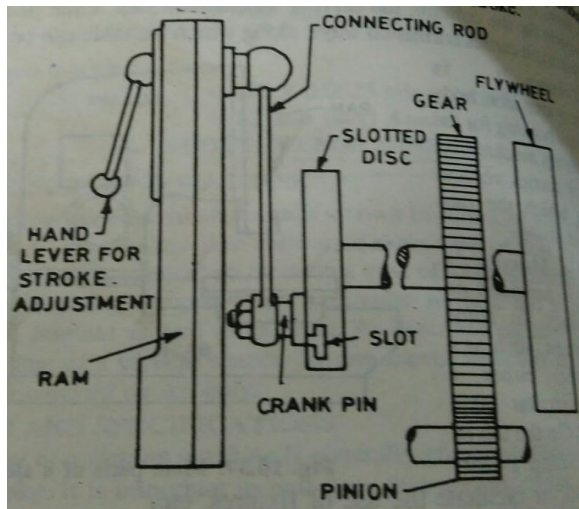 CONNECTING ROD
FLYWHEEL
GEAR
SLOTTED
DISC
HAND
LEVER FOR
STROKE.
ADJUSTMENT
SLOT
RAM
CRANK PIN
PINION